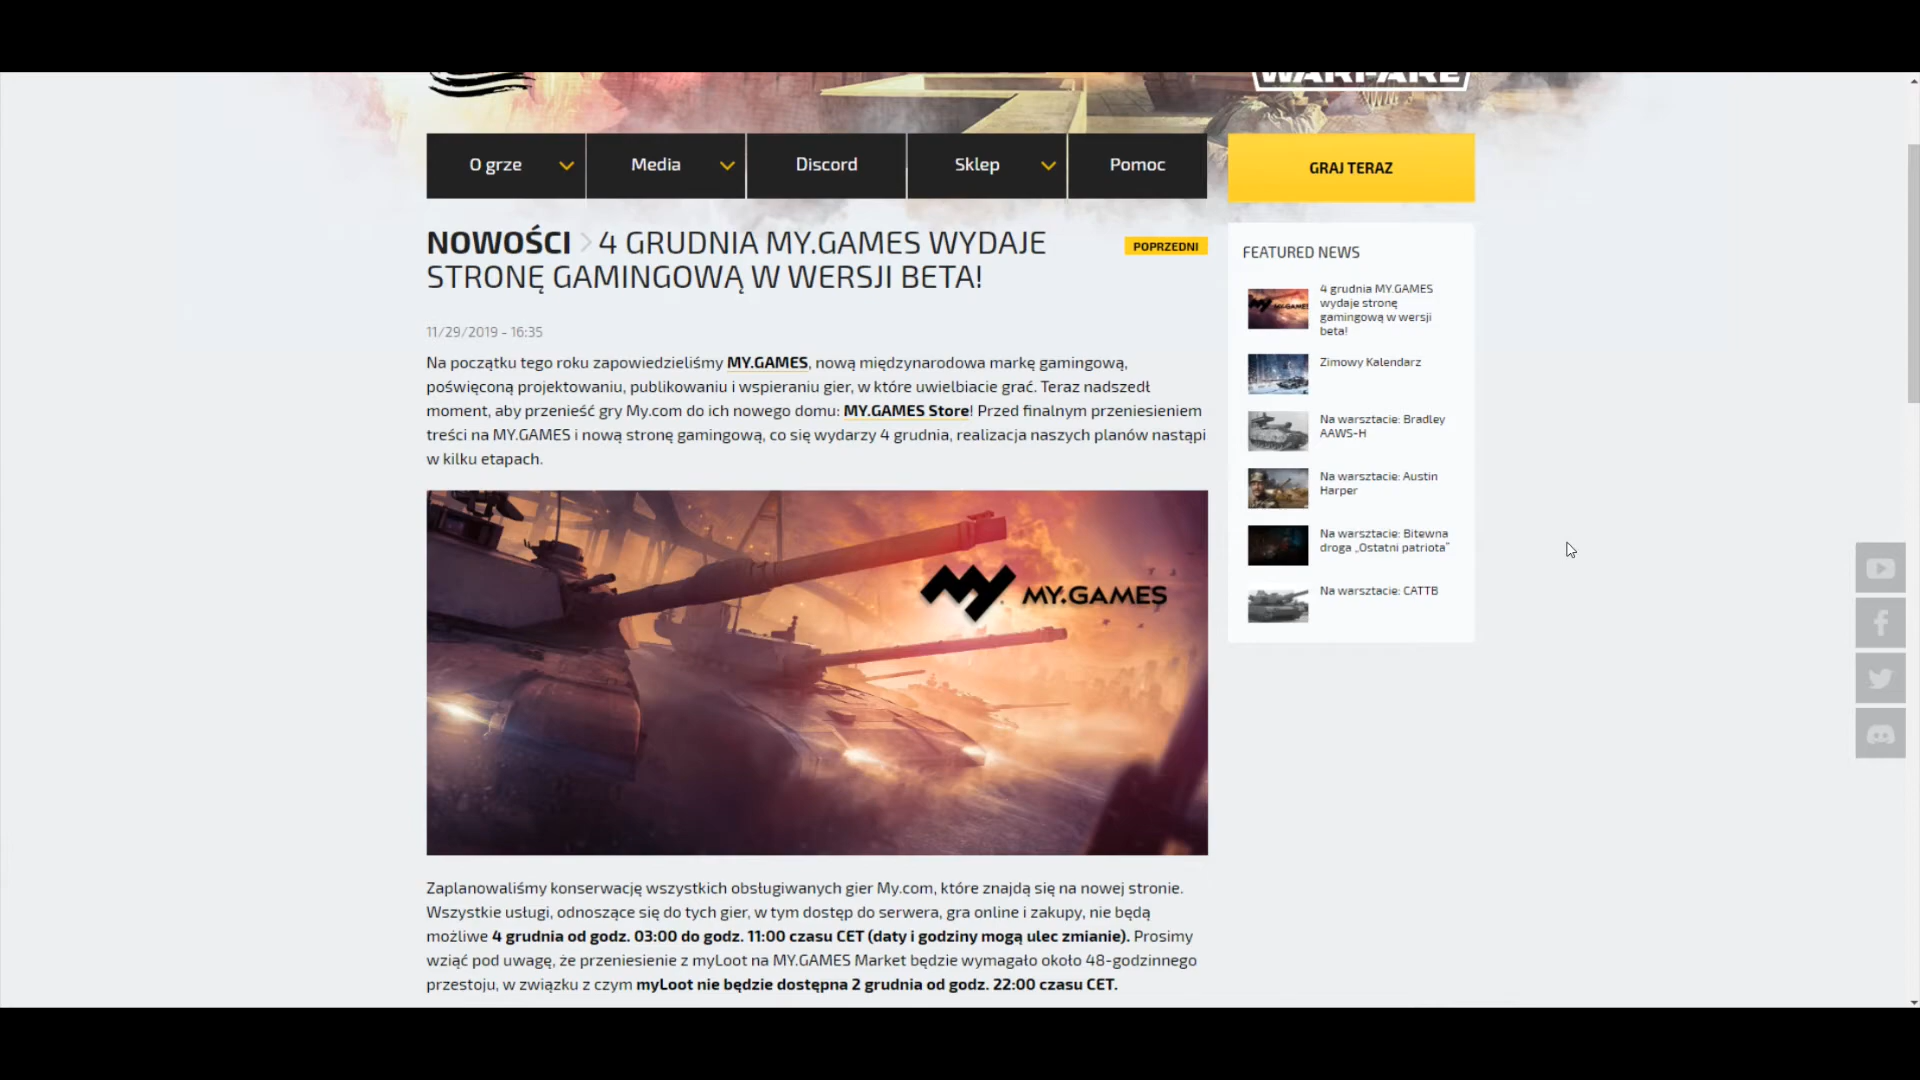 WARFARE
O grze
Media
Discord
Sklep
Pomoc
GRAJ TERAZ
NOWOŚCI > 4 GRUDNIA MY.GAMES WYDAJE
STRONĘ GAMINGOWĄ W WERSJI BETA!
POPRZEDNI
11/29/2019 - 16:35
Na początku tego roku zapowiedzieliśmy MY.GAMES, nową międzynarodowa markę gamingową,
poświęconą projektowaniu, publikowaniu i wspieraniu gier, w które uwielbiacie grać. Teraz nadszedł
moment, aby przenieść gry My.com do ich nowego domu: MY.GAMES Store! Przed finalnym przeniesieniem
treści na MY.GAMES i nową stronę gamingową, co się wydarzy 4 grudnia, realizacja naszych planów nastąpi
w kilku etapach.
MY.GAMES
Zaplanowaliśmy konserwację wszystkich obsługiwanych gier My.com, które znajdą się na nowej stronie.
Wszystkie usługi, odnoszące się do tych gier, w tym dostęp do serwera, gra online i zakupy, nie będą
możliwe 4 grudnia od godz. 03:00 do godz. 11:00 czasu CET (daty i godziny mogą ulec zmianie). Prosimy
wziąć pod uwagę, że przeniesienie z myLoot na MY.GAMES Market będzie wymagało około 48-godzinnego
przestoju, w związku z czym myLoot nie będzie dostępna 2 grudnia od godz. 22:00 czasu CET.
FEATURED NEWS
4 grudnia MY.GAMES
wydaje stronę
gamingową w wersji
beta!
Zimowy Kalendarz
Na warsztacie: Bradley
AAWS-H
Na warsztacie: Austin
Harper
Na warsztacie: Bitewna
droga „Ostatni patriota"
Na warsztacie: CATTB